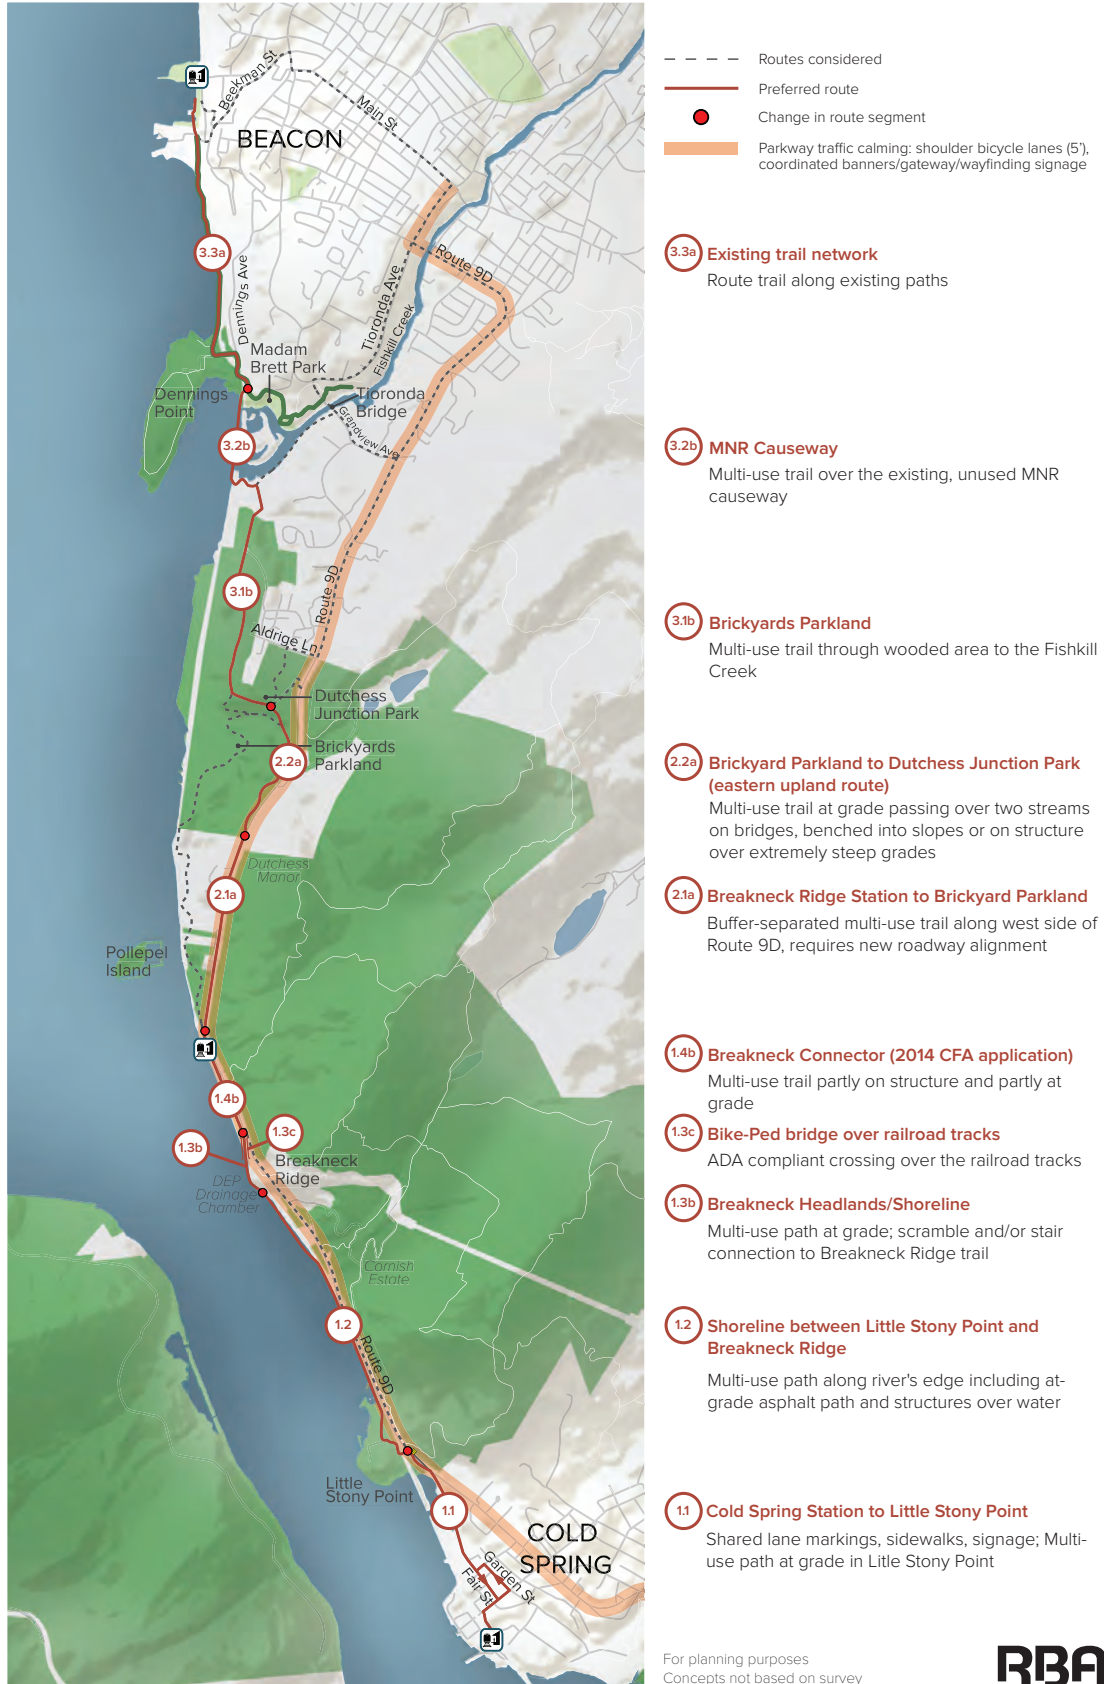 Beekman St
Main St
BEACON
3.3a
Route 9D
Dennings Ave
Tioronda Ave
Fishkill Creek
Madam
Brett Park
Dennings
Point
Tioronda
Bridge
Grandview Ave
3.2b
3.1b
Route 9D
Aldrige Ln
Dutchess
Junction Park
Brickyards
Parkland
2.2a
Dutchess
Manor
2.1a
Pollepel
Island
1.4b
1.3b
1.3c
Breakneck
Ridge
DEP
Drainage
Chamber
Cornish
Estate
1.2
Route 9D
Little
Stony Point
1.1
COLD
SPRING
Garden St
Fair St
Routes considered
Preferred route
Change in route segment
Parkway traffic calming: shoulder bicycle lanes (5'),
coordinated banners/gateway/wayfinding signage
3.3a Existing trail network
Route trail along existing paths
3.2b MNR Causeway
Multi-use trail over the existing, unused MNR
causeway
3.1b Brickyards Parkland
Multi-use trail through wooded area to the Fishkill
Creek
2.2a Brickyard Parkland to Dutchess Junction Park
(eastern upland route)
Multi-use trail at grade passing over two streams
on bridges, benched into slopes or on structure
over extremely steep grades
2.1a Breakneck Ridge Station to Brickyard Parkland
Buffer-separated multi-use trail along west side of
Route 9D, requires new roadway alignment
1.4b Breakneck Connector (2014 CFA application)
Multi-use trail partly on structure and partly at
grade
1.3c Bike-Ped bridge over railroad tracks
ADA compliant crossing over the railroad tracks
1.3b Breakneck Headlands/Shoreline
Multi-use path at grade; scramble and/or stair
connection to Breakneck Ridge trail
1.2 Shoreline between Little Stony Point and
Breakneck Ridge
Multi-use path along river's edge including at-
grade asphalt path and structures over water
1.1 Cold Spring Station to Little Stony Point
Shared lane markings, sidewalks, signage; Multi-
use path at grade in Litle Stony Point
For planning purposes
Concepts not based on survey
RBA